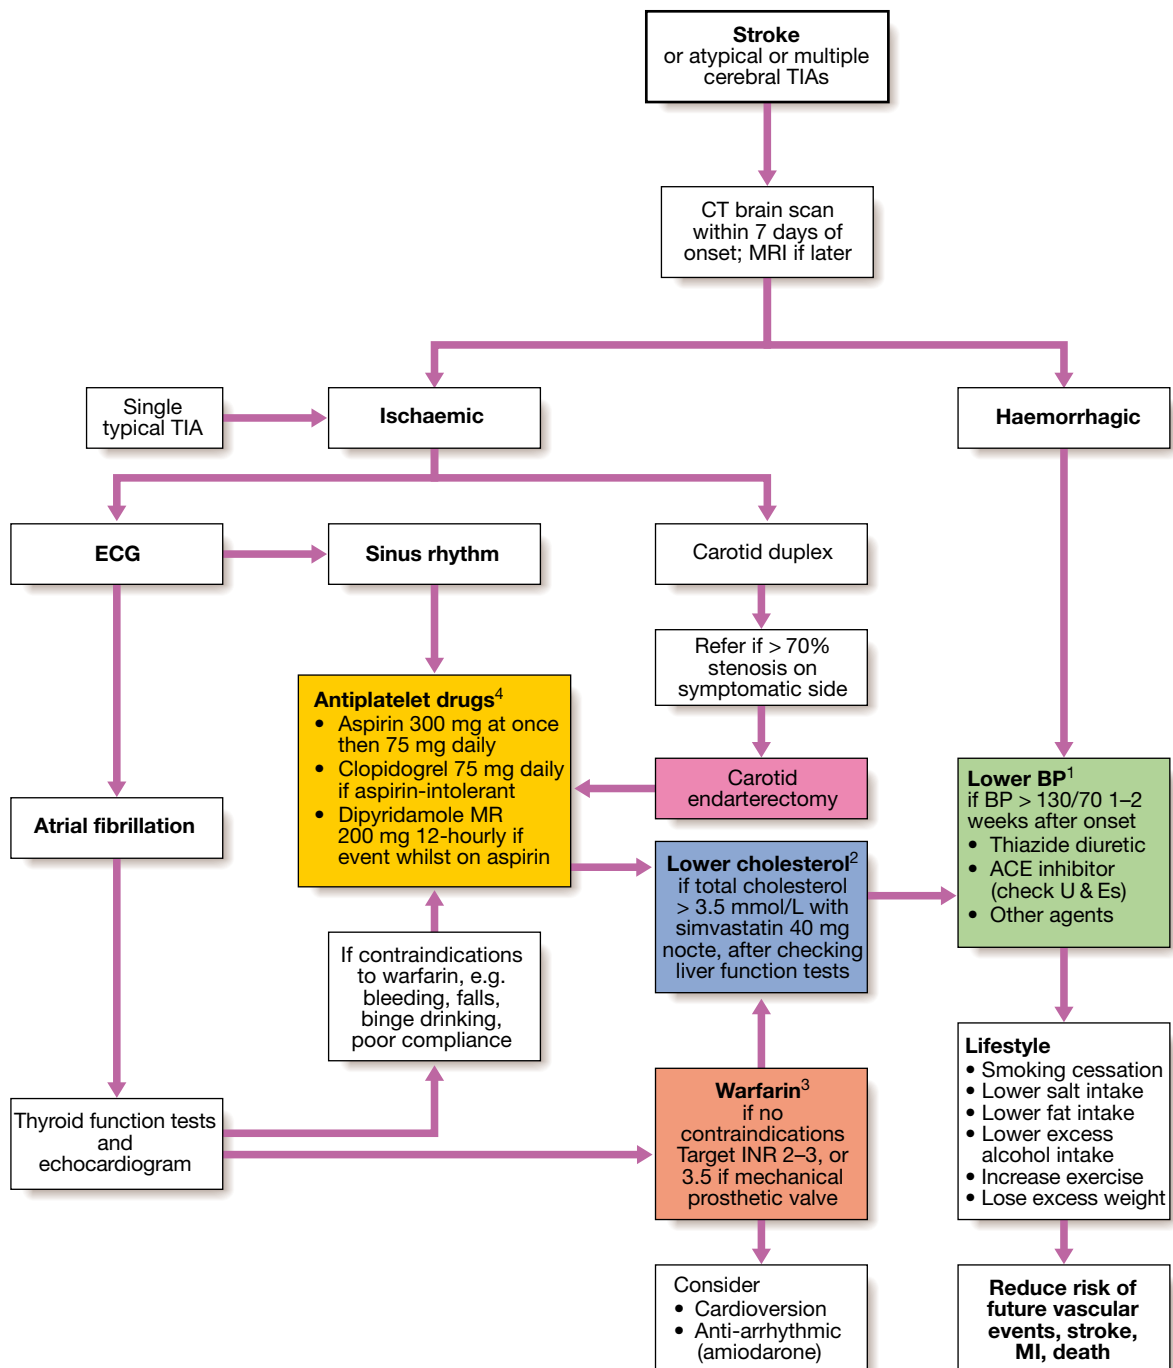 Stroke
or atypical or multiple
cerebral TIAs
CT brain scan
within 7 days of
onset; MRI if later
Single
typical TIA
Ischaemic
Haemorrhagic
ECG
Sinus rhythm
Carotid duplex
Refer if > 70%
stenosis on
symptomatic side
Antiplatelet drugs4
• Aspirin 300 mg at once
then 75 mg daily
• Clopidogrel 75 mg daily
if aspirin-intolerant
• Dipyridamole MR
200 mg 12-hourly if
event whilst on aspirin
Carotid
endarterectomy
Lower BP1
if BP > 130/70 1–2
weeks after onset
• Thiazide diuretic
• ACE inhibitor
(check U & Es)
• Other agents
Atrial fibrillation
Lower cholesterol2
if total cholesterol
> 3.5 mmol/L with
simvastatin 40 mg
nocte, after checking
liver function tests
If contraindications
to warfarin, e.g.
bleeding, falls,
binge drinking,
poor compliance
Lifestyle
• Smoking cessation
• Lower salt intake
• Lower fat intake
• Lower excess
alcohol intake
• Increase exercise
• Lose excess weight
Thyroid function tests
and
echocardiogram
Warfarin3
if no
contraindications
Target INR 2–3, or
3.5 if mechanical
prosthetic valve
Consider
• Cardioversion
• Anti-arrhythmic
(amiodarone)
Reduce risk of
future vascular
events, stroke,
MI, death